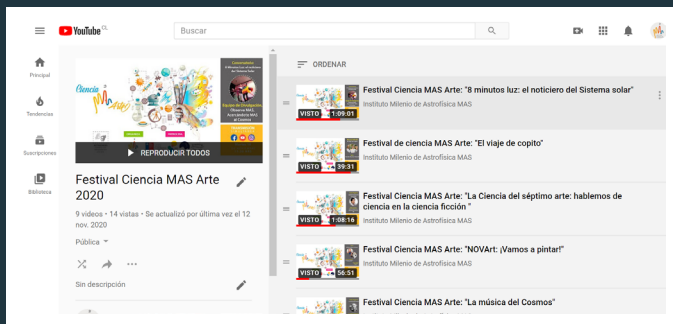 YouTube CL
Buscar
Principal
Tendencias
Suscripciones
Biblioteca
Ciencia
MAS
Arte
REPRODUCIR TODOS
Festival Ciencia MAS Arte
2020
9 videos • 14 vistas • Se actualizó por última vez el 12
nov. 2020
Pública
Sin descripción
ORDENAR
VISTO 1:09:01
Festival Ciencia MAS Arte: "8 minutos luz: el noticiero del Sistema solar"
Instituto Milenio de Astrofísica MAS
VISTO 39:31
Festival de ciencia MAS Arte: "El viaje de copito"
Instituto Milenio de Astrofísica MAS
VISTO 1:08:16
Festival Ciencia MAS Arte: "La Ciencia del séptimo arte: hablemos de
ciencia en la ciencia ficción "
Instituto Milenio de Astrofísica MAS
VISTO 56:51
Festival Ciencia MAS Arte: "NOVArt: ¡Vamos a pintar!"
Instituto Milenio de Astrofísica MAS
Festival Ciencia MAS Arte: "La música del Cosmos"